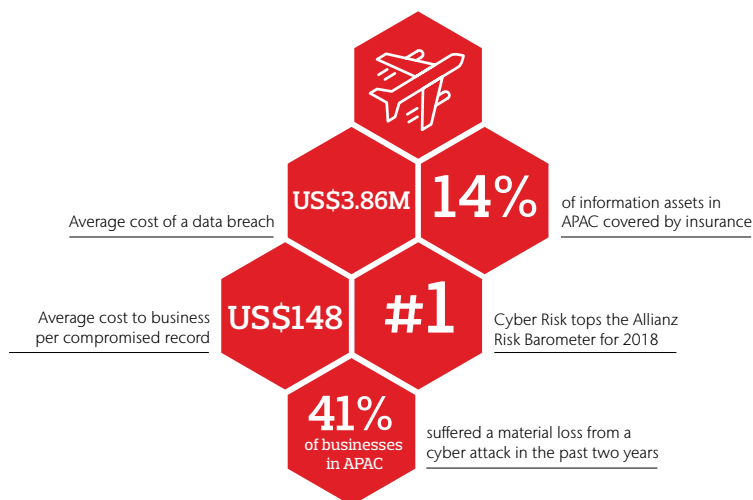 Average cost of a data breach
US$3.86M
14%
of information assets in
APAC covered by insurance
Average cost to business
per compromised record
US$148
#1
Cyber Risk tops the Allianz
Risk Barometer for 2018
41%
of businesses
in APAC
suffered a material loss from a
cyber attack in the past two years